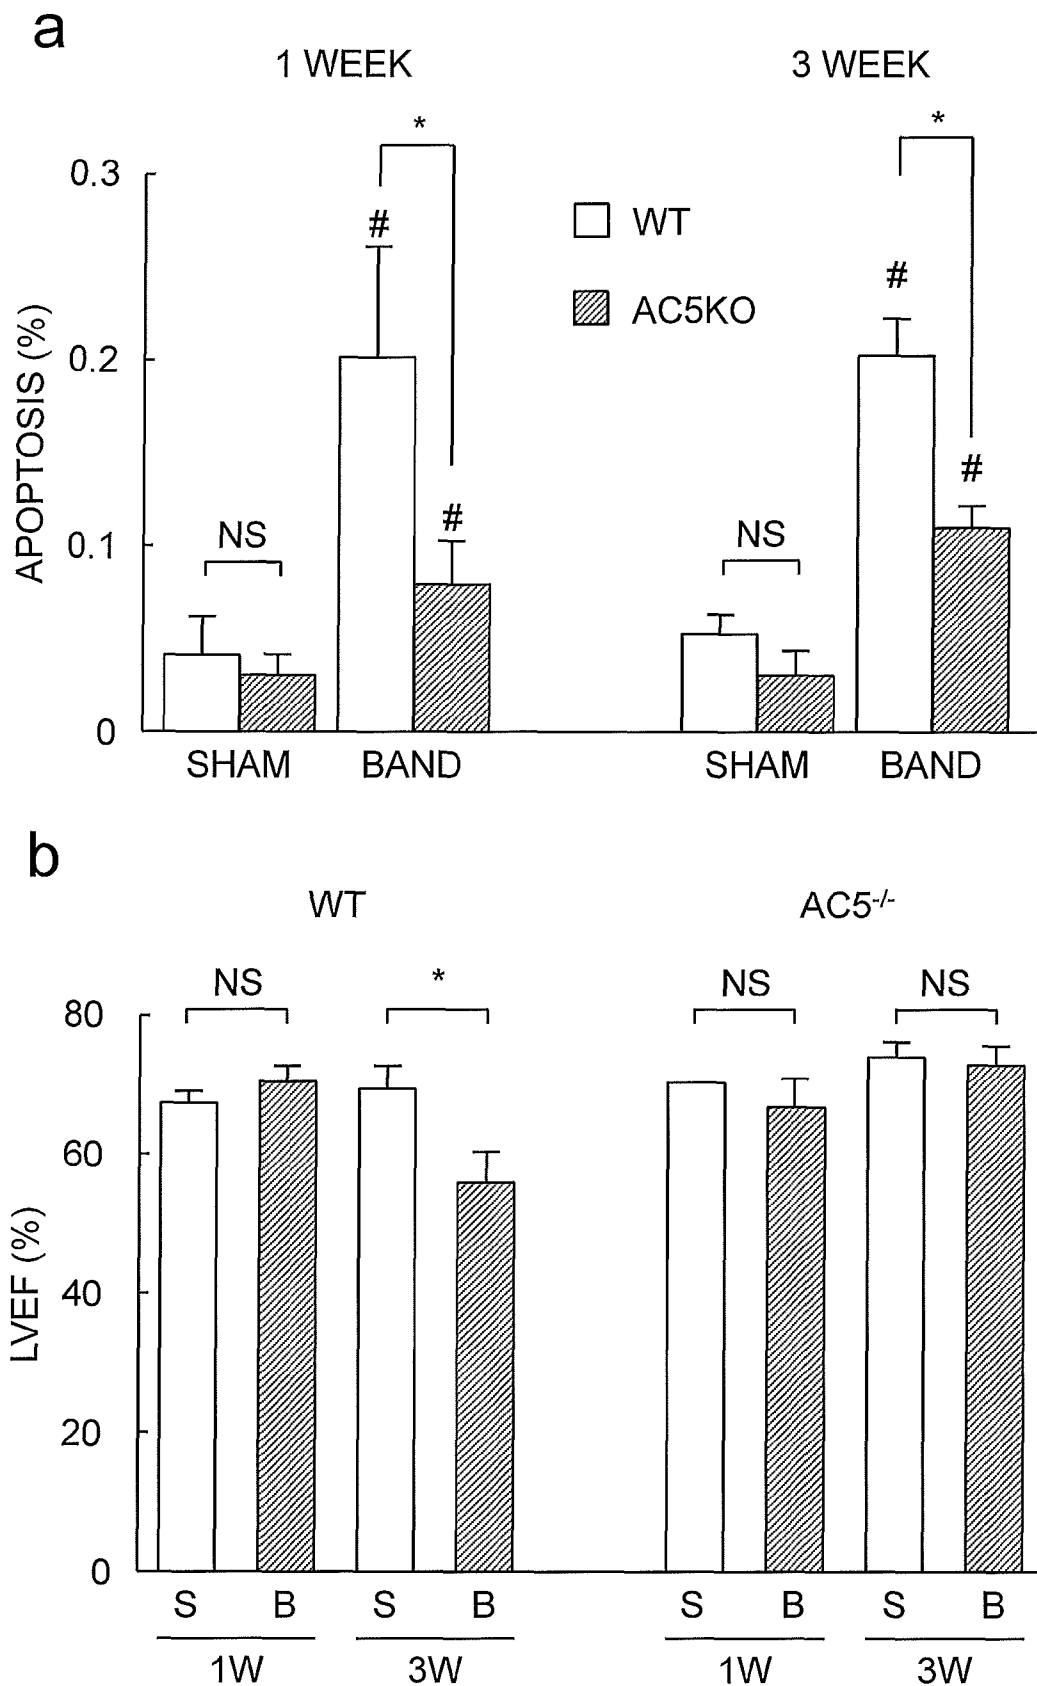 a
1 WEEK
3 WEEK
*
*
0.3
WT
#
#
AC5KO
APOPTOSIS (%)
0.2
#
#
NS
NS
0.1
0
SHAM BAND
SHAM BAND
b
WT
AC5-/-
NS
*
NS
NS
80
60
LVEF (%)
40
20
0
S B S B
S B S B
1W 3W
1W 3W